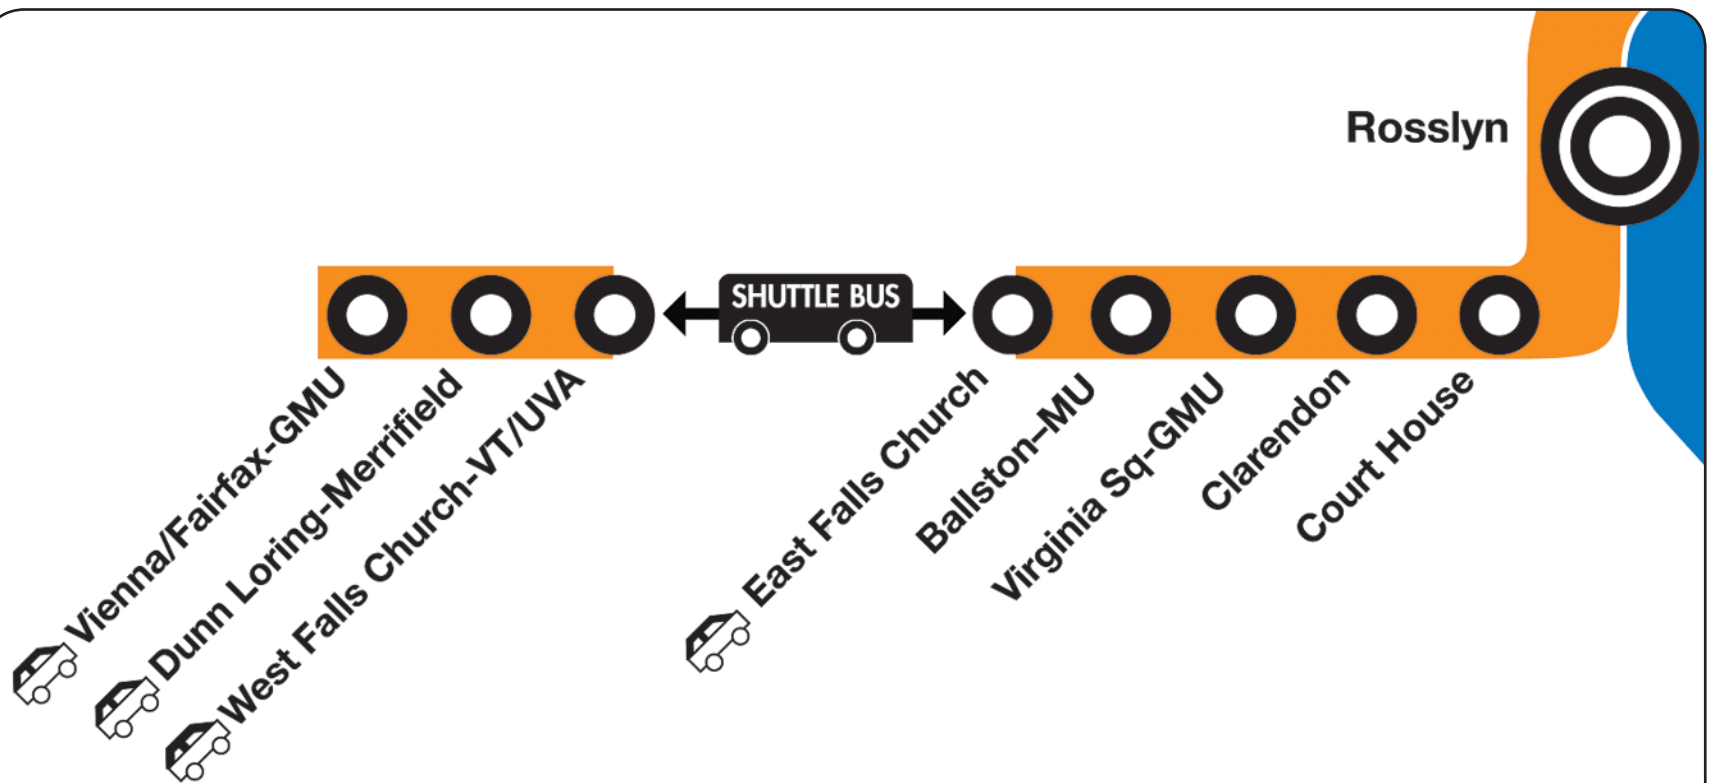 Rosslyn
SHUTTLE BUS
Vienna/Fairfax-GMU
Dunn Loring-Merrifield
West Falls Church-VT/UVA
East Falls Church
Ballston–MU
Virginia Sq-GMU
Clarendon
Court House